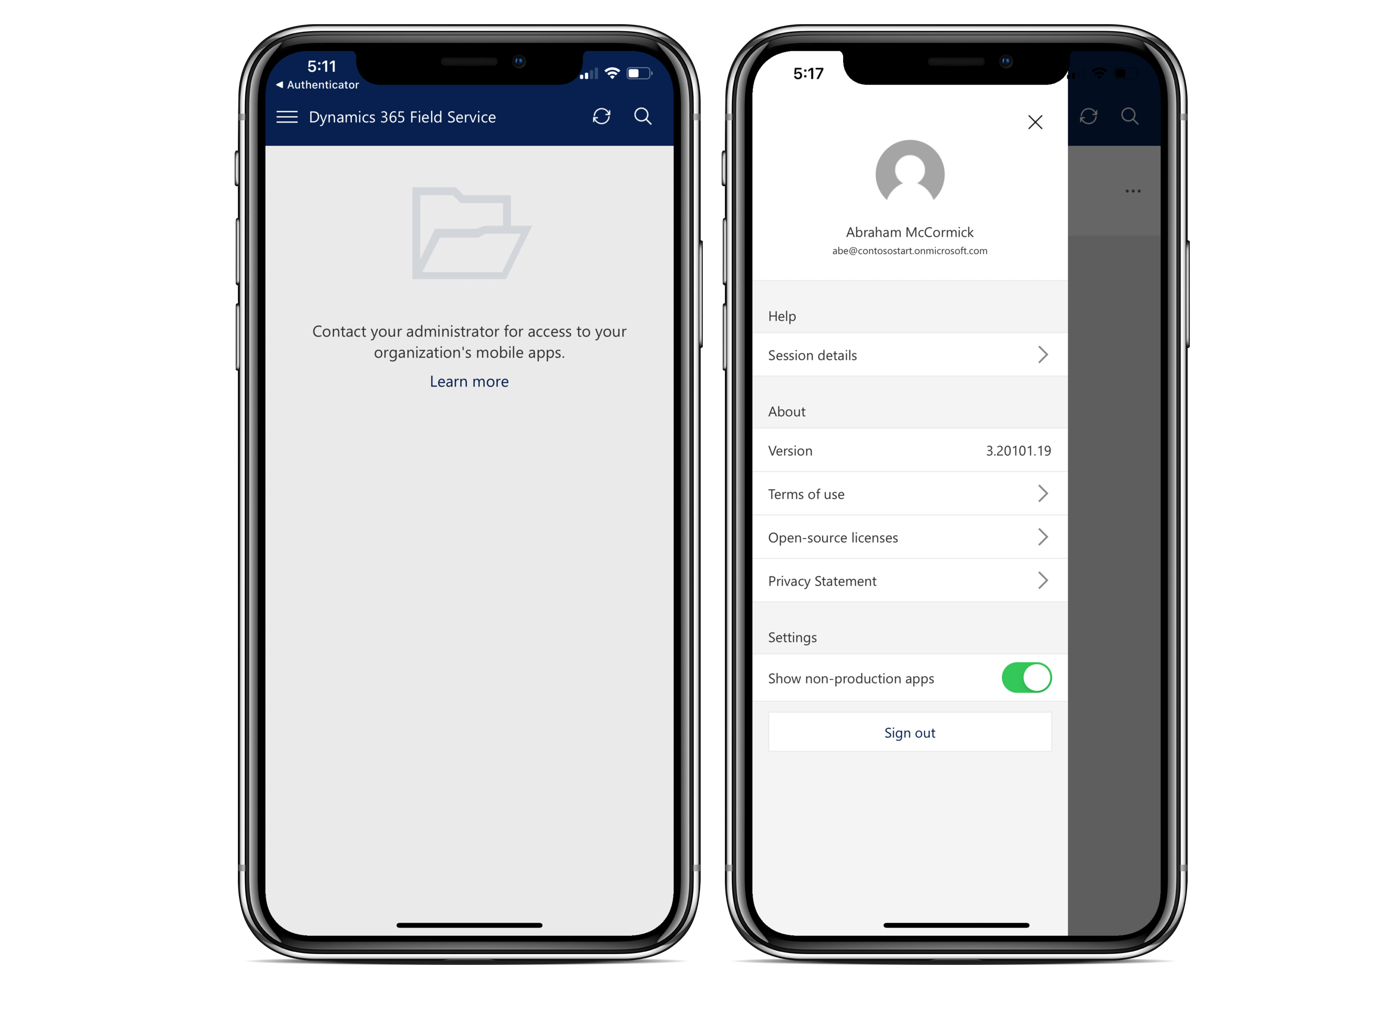 5:11
Authenticator
Dynamics 365 Field Service
Contact your administrator for access to your
organization's mobile apps.
Learn more
5:17
Abraham McCormick
abe@contosostart.onmicrosoft.com
Help
Session details
About
Version 3.20101.19
Terms of use
Open-source licenses
Privacy Statement
Settings
Show non-production apps
Sign out